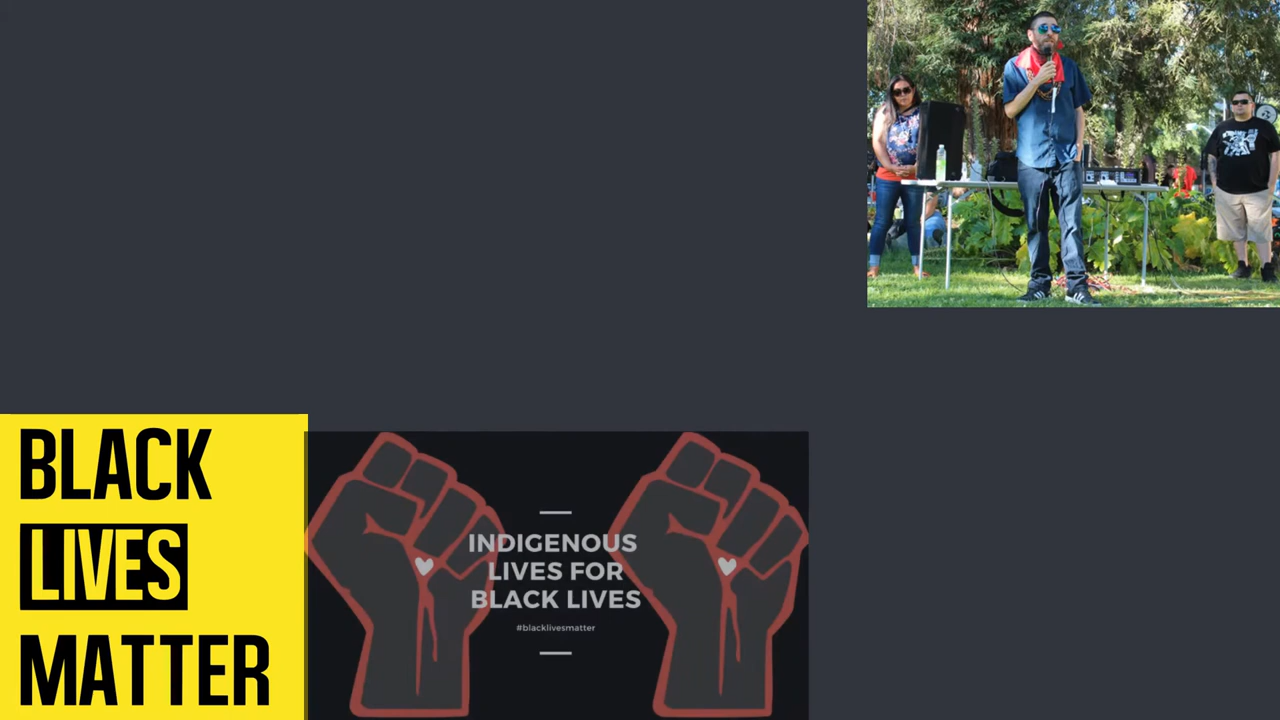 BLACK
LIVES
MATTER
INDIGENOUS
LIVES FOR
BLACK LIVES
#blacklivesmatter